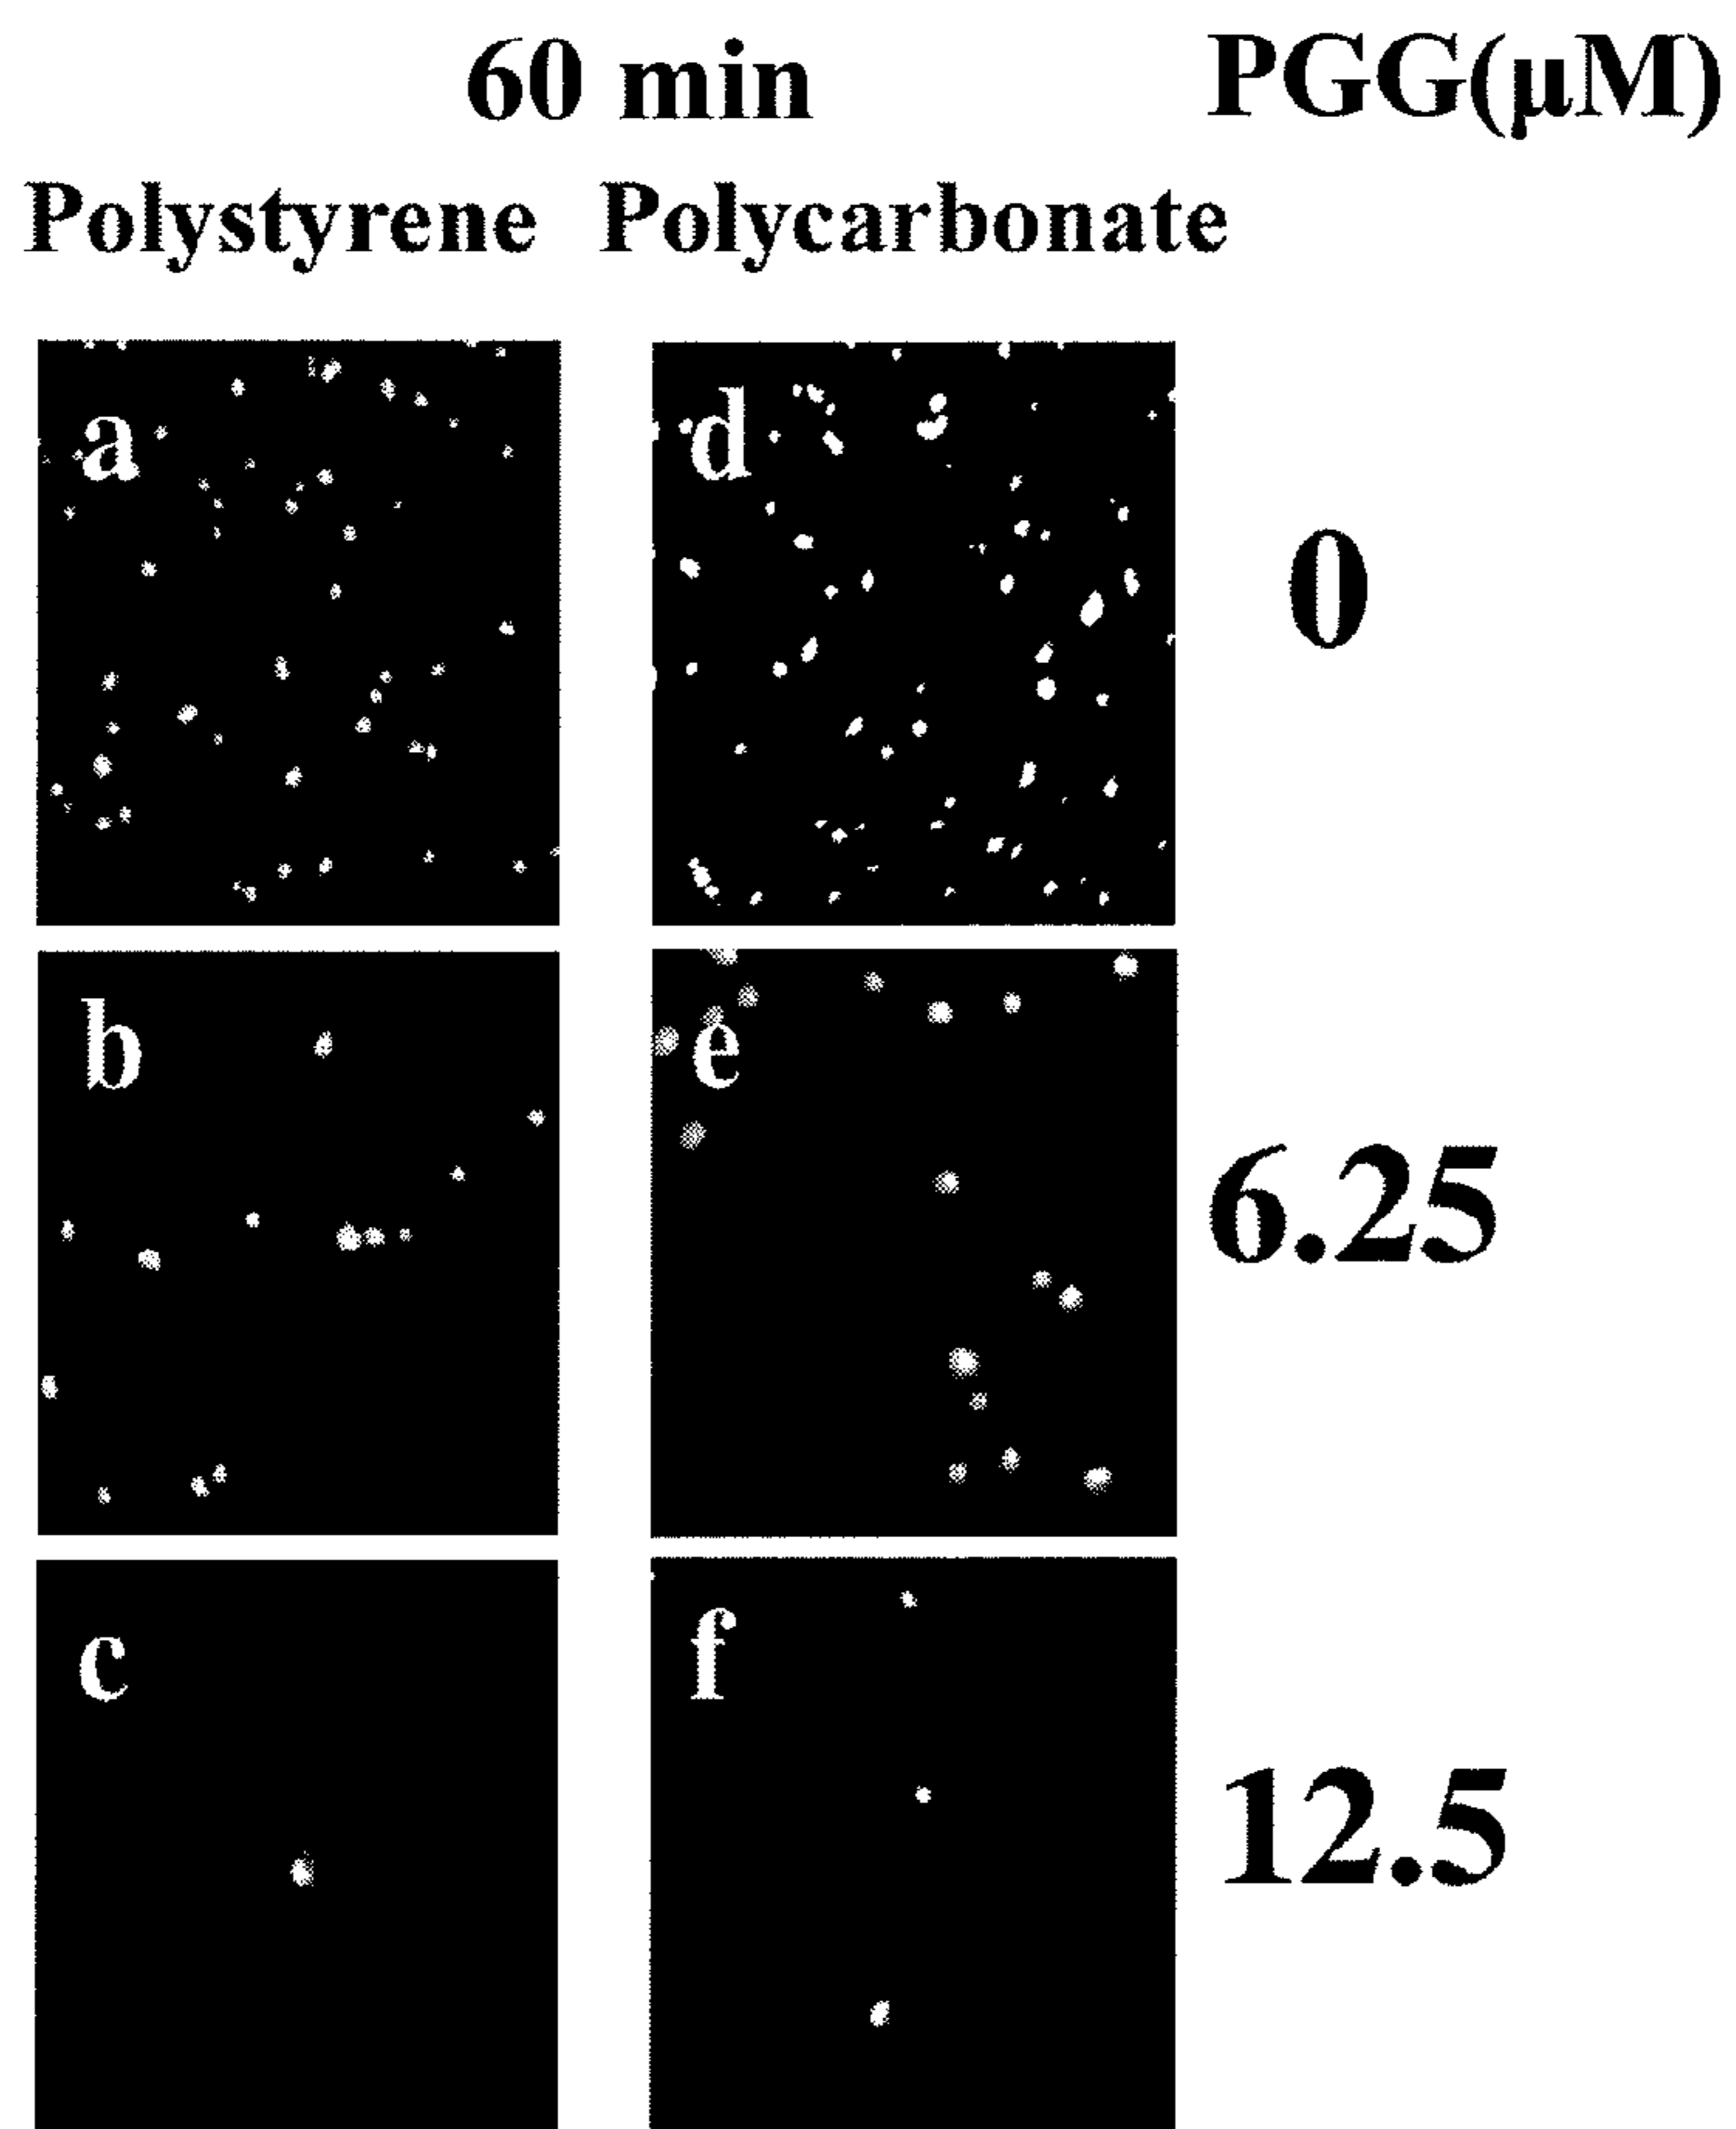 60 min PGG(μM)
Polystyrene Polycarbonate
a d 0
b e 6.25
c f 12.5